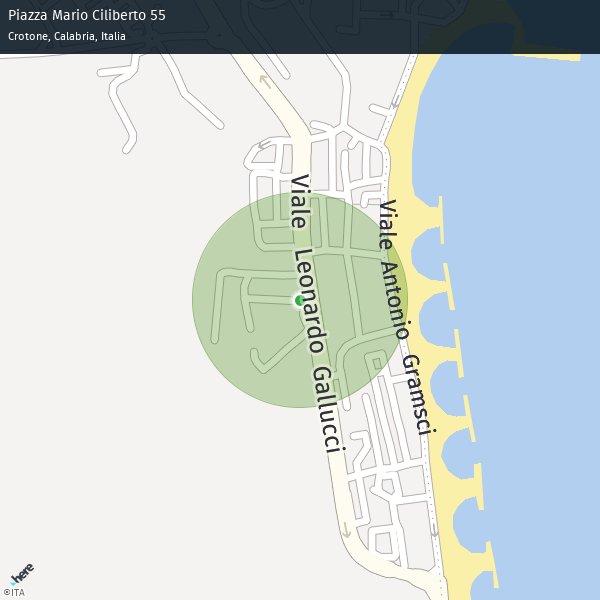 Piazza Mario Ciliberto 55
Crotone, Calabria, Italia
Viale Leonardo Gallucci
Viale Antonio Gramsci
here
©ITA